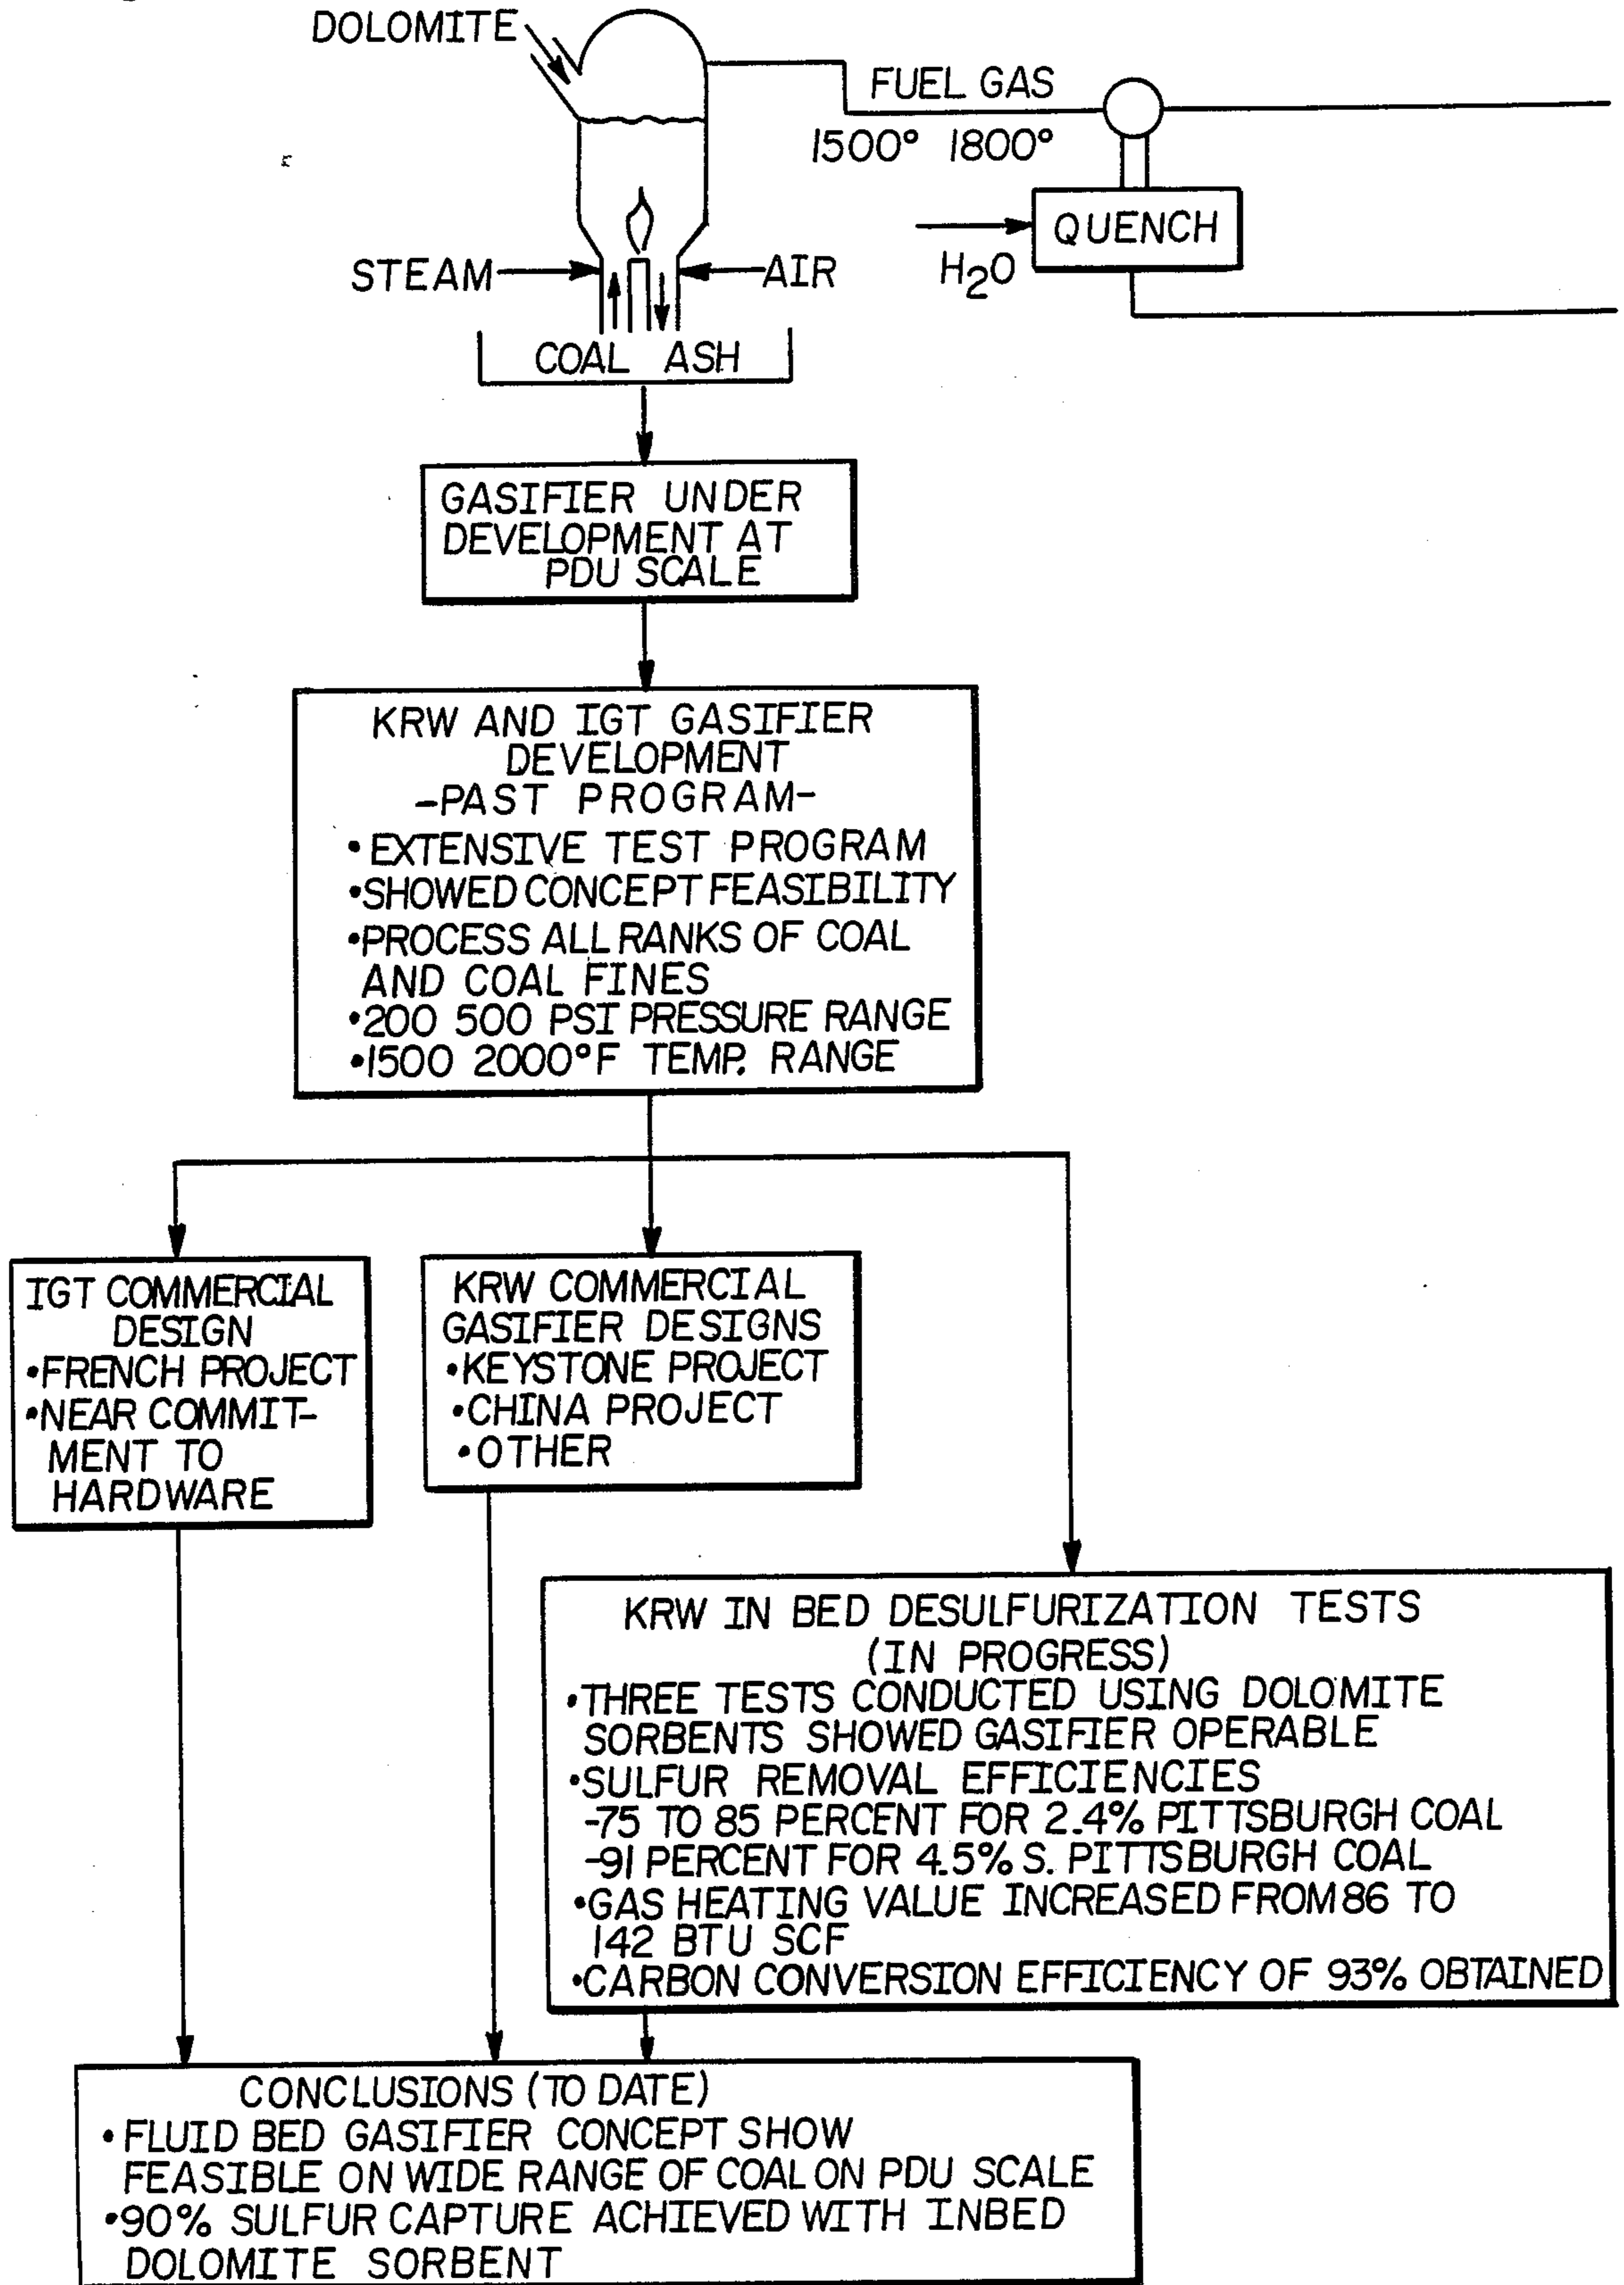 DOLOMITE
FUEL GAS
1500° 1800°
QUENCH
H2O
STEAM
AIR
COAL ASH
GASIFIER UNDER
DEVELOPMENT AT
PDU SCALE
KRW AND IGT GASIFIER
DEVELOPMENT
-PAST PROGRAM-
•EXTENSIVE TEST PROGRAM
•SHOWED CONCEPT FEASIBILITY
•PROCESS ALL RANKS OF COAL
AND COAL FINES
•200 500 PSI PRESSURE RANGE
•1500 2000°F TEMP. RANGE
IGT COMMERCIAL
DESIGN
•FRENCH PROJECT
•NEAR COMMIT-
MENT TO
HARDWARE
KRW COMMERCIAL
GASIFIER DESIGNS
•KEYSTONE PROJECT
•CHINA PROJECT
•OTHER
KRW IN BED DESULFURIZATION TESTS
(IN PROGRESS)
•THREE TESTS CONDUCTED USING DOLOMITE
SORBENTS SHOWED GASIFIER OPERABLE
•SULFUR REMOVAL EFFICIENCIES
-75 TO 85 PERCENT FOR 2.4% PITTSBURGH COAL
-91 PERCENT FOR 4.5% S. PITTSBURGH COAL
•GAS HEATING VALUE INCREASED FROM 86 TO
142 BTU SCF
•CARBON CONVERSION EFFICIENCY OF 93% OBTAINED
CONCLUSIONS (TO DATE)
•FLUID BED GASIFIER CONCEPT SHOW
FEASIBLE ON WIDE RANGE OF COAL ON PDU SCALE
•90% SULFUR CAPTURE ACHIEVED WITH INBED
DOLOMITE SORBENT